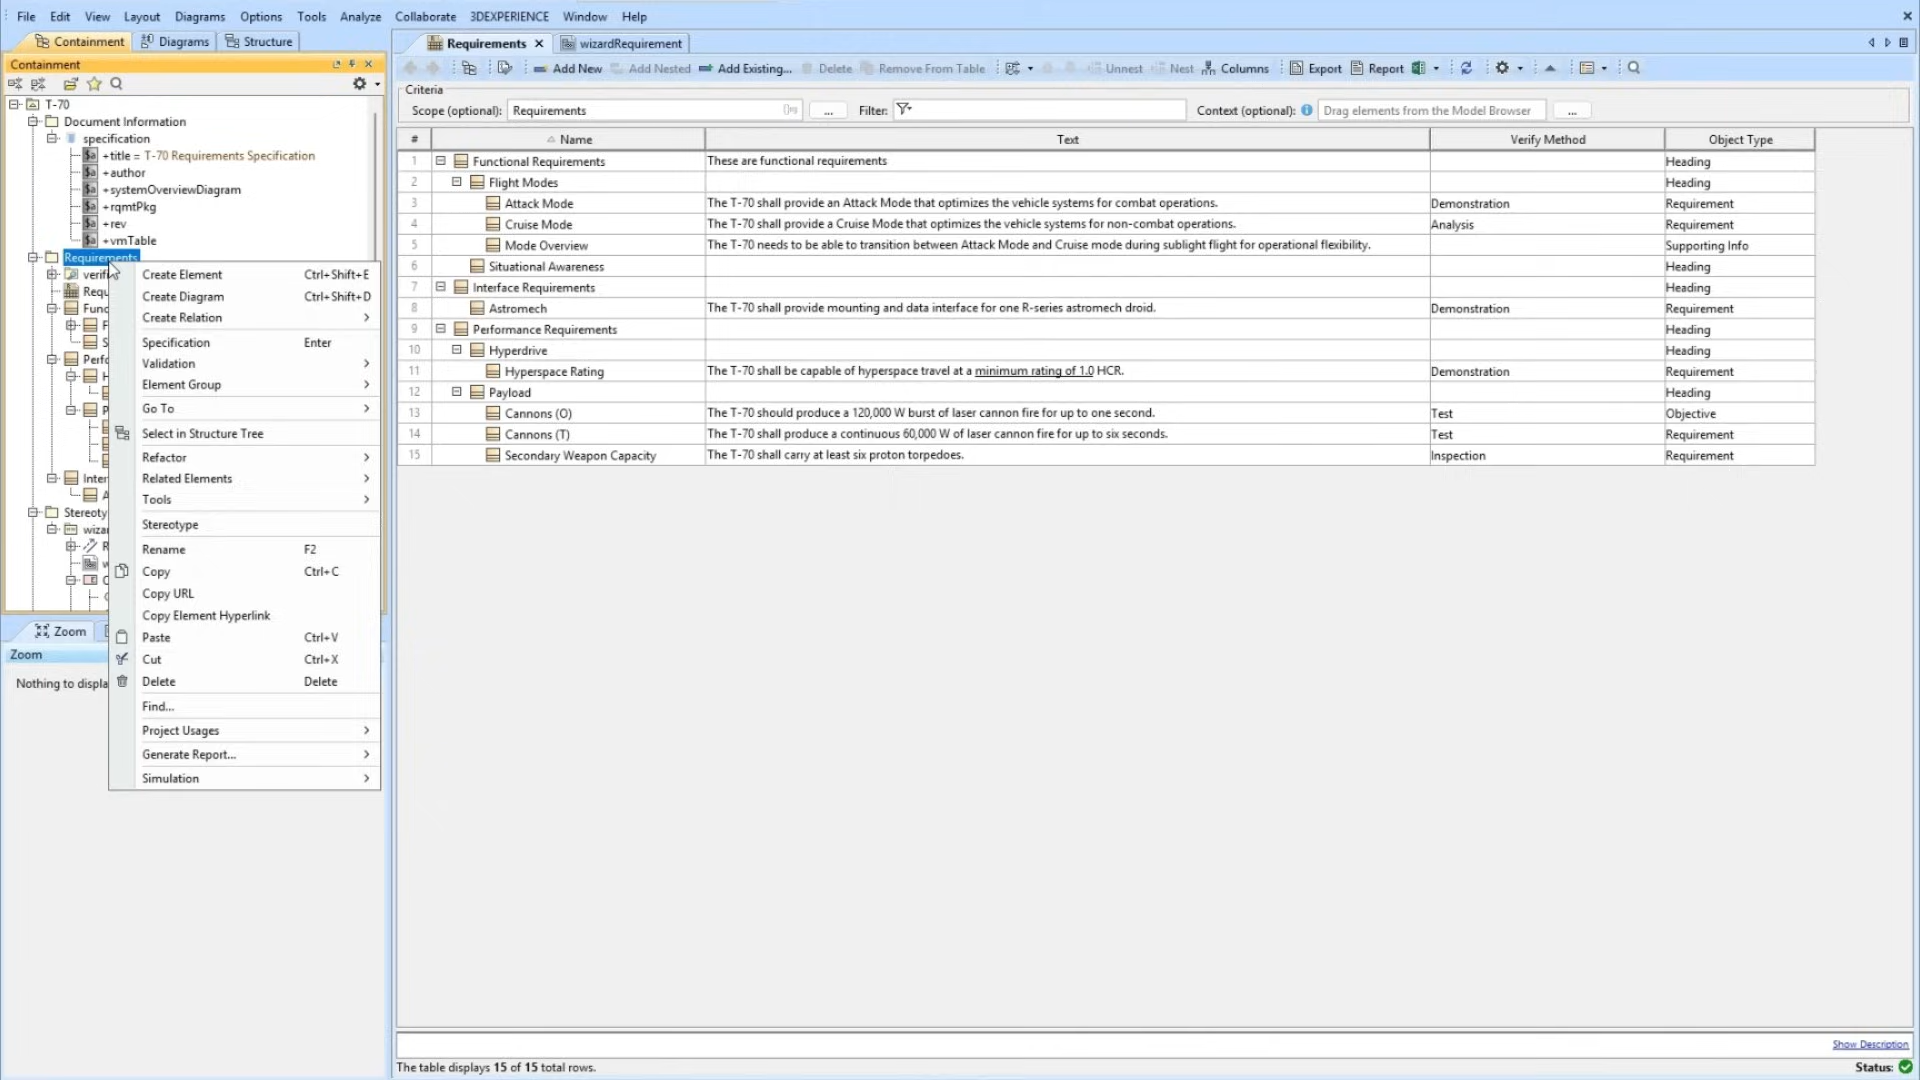 File Edit View Layout Diagrams Options Tools Analyze Collaborate 3DEXPERIENCE Window Help
Containment Diagrams Structure
Containment
T-70
Document Information
specification
+title = T-70 Requirements Specification
+author
+systemOverviewDiagram
+rqmtPkg
+rev
+vmTable
Requirements
verifi
Requ
Func
F
S
Perfo
H
P
Inter
A
Stereoty
wizar
R
w
Create Element Ctrl+Shift+E
Create Diagram Ctrl+Shift+D
Create Relation
Specification Enter
Validation
Element Group
Go To
Select in Structure Tree
Refactor
Related Elements
Tools
Stereotype
Rename F2
Copy Ctrl+C
Copy URL
Copy Element Hyperlink
Paste Ctrl+V
Cut Ctrl+X
Delete Delete
Find...
Project Usages
Generate Report...
Simulation
Zoom
Zoom
Nothing to displa
Requirements wizardRequirement
Add New Add Nested Add Existing... Delete Remove From Table Unnest Nest Columns Export Report
Criteria
Scope (optional): Requirements ... Filter: Context (optional): Drag elements from the Model Browser ...
# Name Text Verify Method Object Type
1 Functional Requirements These are functional requirements Heading
2 Flight Modes Heading
3 Attack Mode The T-70 shall provide an Attack Mode that optimizes the vehicle systems for combat operations. Demonstration Requirement
4 Cruise Mode The T-70 shall provide a Cruise Mode that optimizes the vehicle systems for non-combat operations. Analysis Requirement
5 Mode Overview The T-70 needs to be able to transition between Attack Mode and Cruise mode during sublight flight for operational flexibility. Supporting Info
6 Situational Awareness Heading
7 Interface Requirements Heading
8 Astromech The T-70 shall provide mounting and data interface for one R-series astromech droid. Demonstration Requirement
9 Performance Requirements Heading
10 Hyperdrive Heading
11 Hyperspace Rating The T-70 shall be capable of hyperspace travel at a minimum rating of 1.0 HCR. Demonstration Requirement
12 Payload Heading
13 Cannons (O) The T-70 should produce a 120,000 W burst of laser cannon fire for up to one second. Test Objective
14 Cannons (T) The T-70 shall produce a continuous 60,000 W of laser cannon fire for up to six seconds. Test Requirement
15 Secondary Weapon Capacity The T-70 shall carry at least six proton torpedoes. Inspection Requirement
Show Description
The table displays 15 of 15 total rows. Status: